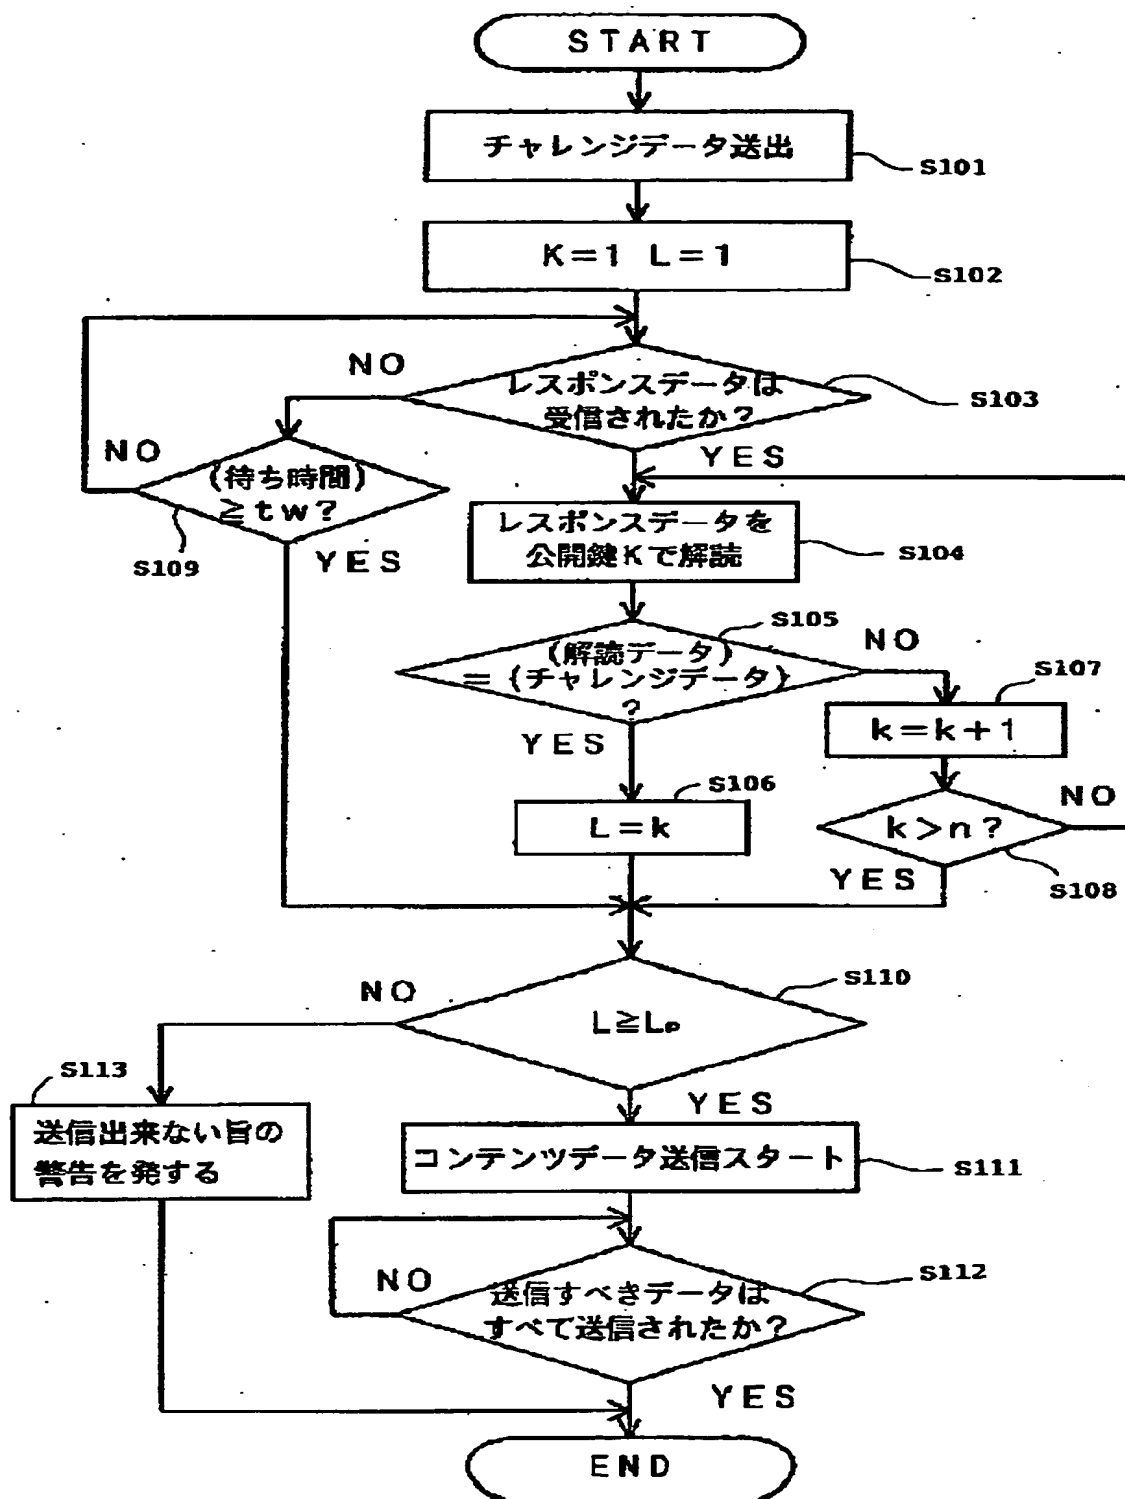 START
チャレンジデータ送出
S101
K=1 L=1
S102
NO
レスポンスデータは
受信されたか?
S103
YES
NO
(待ち時間)
≧tw?
S109
YES
レスポンスデータを
公開鍵Kで解読
S104
S105
(解読データ)
=(チャレンジデータ)
?
NO
YES
S107
k=k+1
S106
L=k
k>n?
NO
YES
S108
S110
NO
L≧Lp
YES
S113
送信出来ない旨の
警告を発する
コンテンツデータ送信スタート
S111
NO
送信すべきデータは
すべて送信されたか?
S112
YES
END